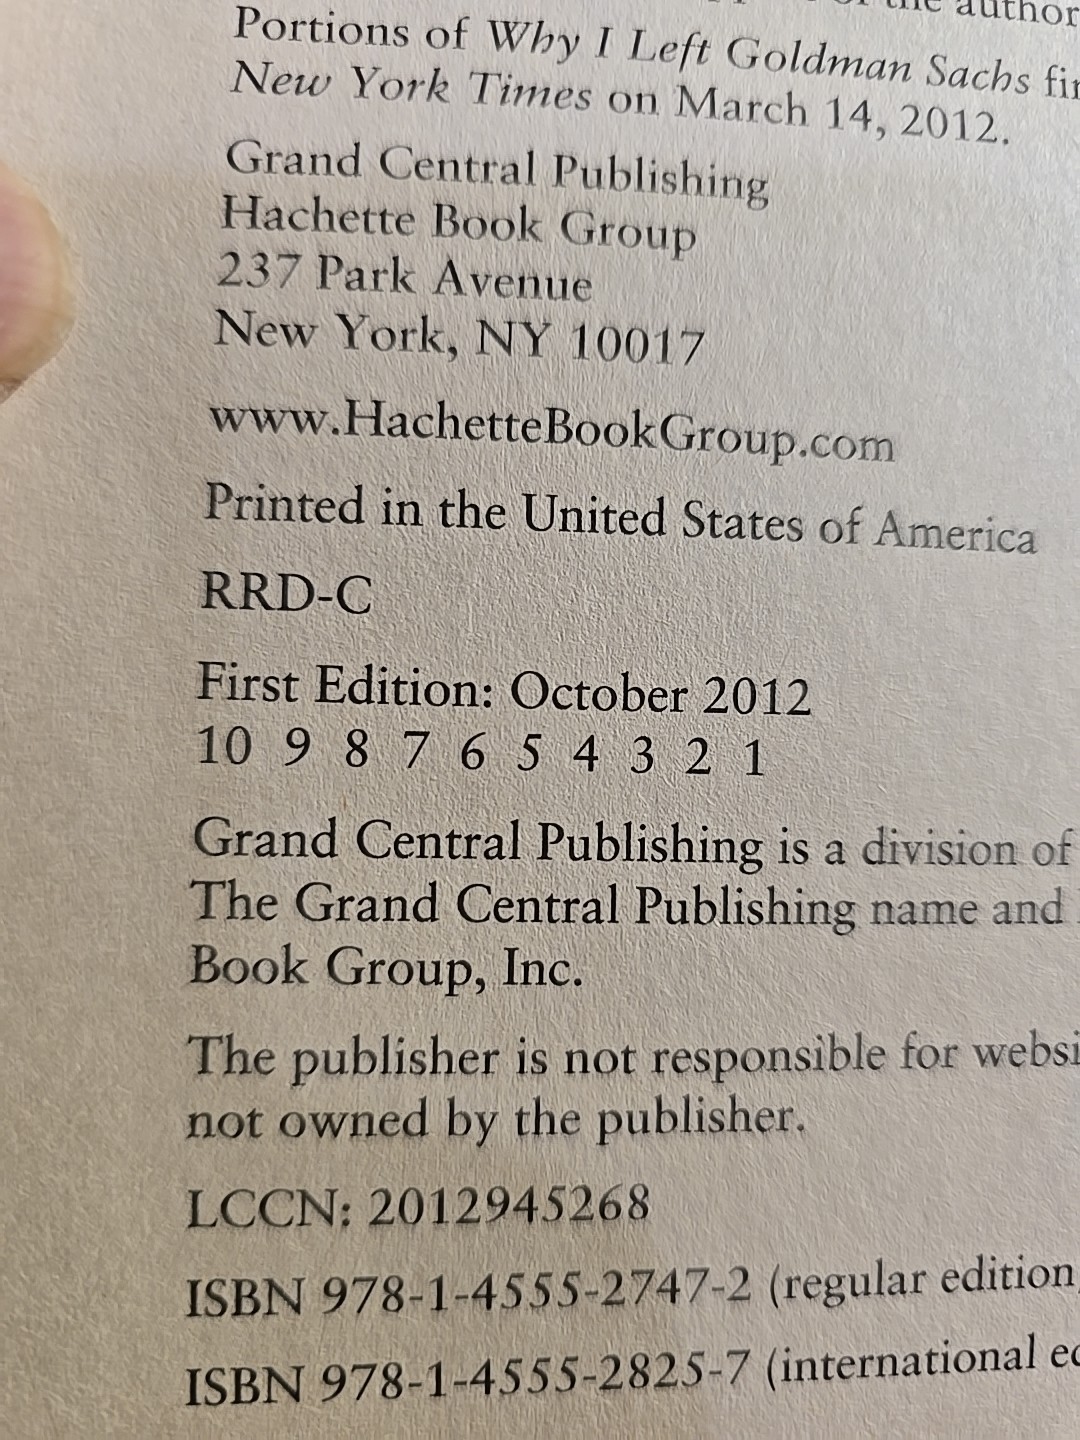 of the author
Portions of Why I Left Goldman Sachs
New York Times on March 14, 2012.
Grand Central Publishing
Hachette Book Group
237 Park Avenue
New York, NY 10017
www.HachetteBookGroup.com
Printed in the United States of America
RRD-C
First Edition: October 2012
10 9 8 7 6 5 4 3 2 1
Grand Central Publishing is a division of
The Grand Central Publishing name and
Book Group, Inc.
The publisher is not responsible for websi
not owned by the publisher.
LCCN: 2012945268
ISBN 978-1-4555-2747-2 (regular edition
ISBN 978-1-4555-2825-7 (international